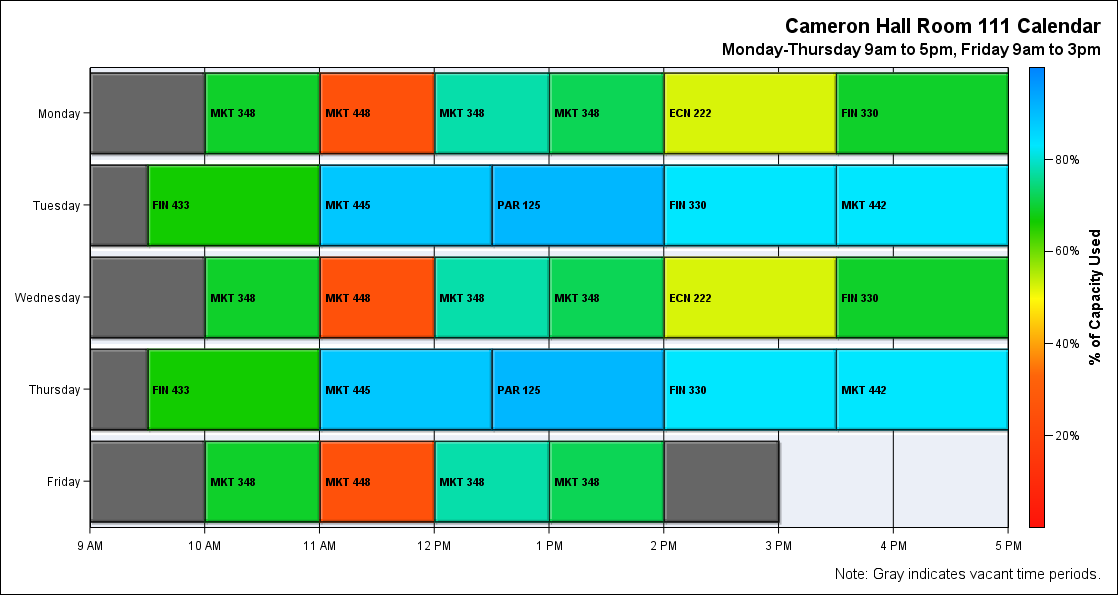 Cameron Hall Room 111 Calendar
Monday-Thursday 9am to 5pm, Friday 9am to 3pm
Monday
MKT 348
MKT 448
MKT 348
MKT 348
ECN 222
FIN 330
Tuesday
FIN 433
MKT 445
PAR 125
FIN 330
MKT 442
Wednesday
MKT 348
MKT 448
MKT 348
MKT 348
ECN 222
FIN 330
Thursday
FIN 433
MKT 445
PAR 125
FIN 330
MKT 442
Friday
MKT 348
MKT 448
MKT 348
MKT 348
9 AM
10 AM
11 AM
12 PM
1 PM
2 PM
3 PM
4 PM
5 PM
80%
60%
40%
20%
% of Capacity Used
Note: Gray indicates vacant time periods.